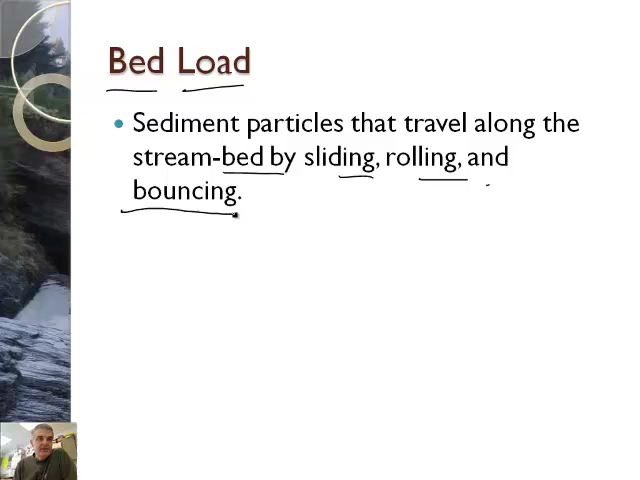 Bed Load
Sediment particles that travel along the
stream-bed by sliding, rolling, and
bouncing.